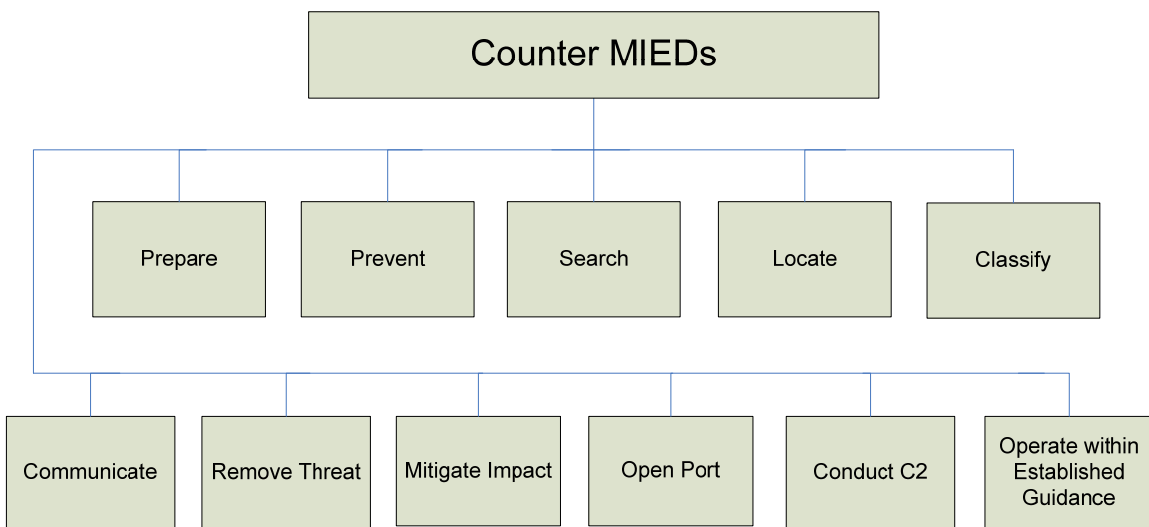 Counter MIEDs
Prepare
Prevent
Search
Locate
Classify
Communicate
Remove Threat
Mitigate Impact
Open Port
Conduct C2
Operate within
Established
Guidance